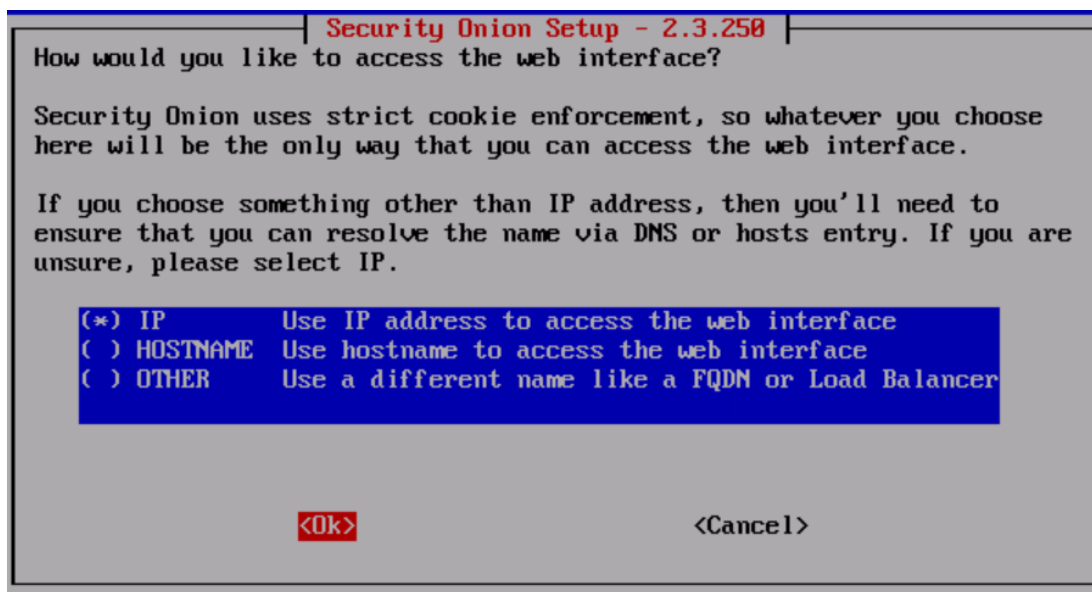 Security Onion Setup - 2.3.250
How would you like to access the web interface?
Security Onion uses strict cookie enforcement, so whatever you choose
here will be the only way that you can access the web interface.
If you choose something other than IP address, then you'll need to
ensure that you can resolve the name via DNS or hosts entry. If you are
unsure, please select IP.
(*) IP Use IP address to access the web interface
( ) HOSTNAME Use hostname to access the web interface
( ) OTHER Use a different name like a FQDN or Load Balancer
<Ok> <Cancel>